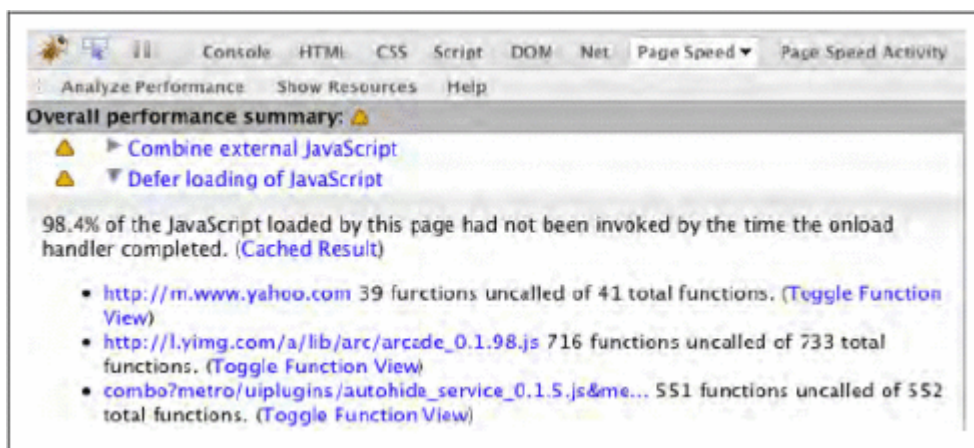 Console HTML CSS Script DOM Net Page Speed ▾ Page Speed Activity
Analyze Performance Show Resources Help
Overall performance summary:
Combine external JavaScript
Defer loading of JavaScript
98.4% of the JavaScript loaded by this page had not been invoked by the time the onload
handler completed. (Cached Result)
• http://m.www.yahoo.com 39 functions uncalled of 41 total functions. (Toggle Function
View)
• http://l.yimg.com/a/lib/arc/arcade_0.1.98.js 716 functions uncalled of 733 total
functions. (Toggle Function View)
• combo?metro/uiplugins/autohide_service_0.1.5.js&me... 551 functions uncalled of 552
total functions. (Toggle Function View)